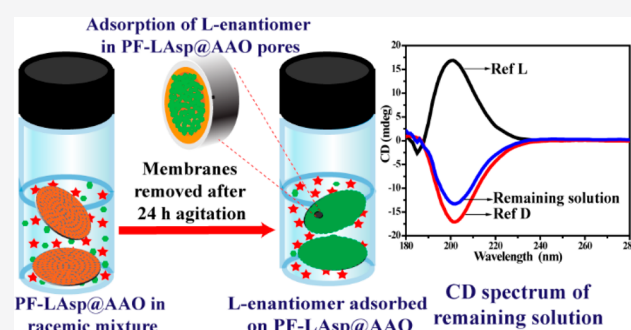 Adsorption of L-enantiomer
in PF-LAsp@AAO pores
Membranes
removed after
24 h agitation
PF-LAsp@AAO in
racemic mixture
L-enantiomer adsorbed
on PF-LAsp@AAO
20
15
10
5
0
-5
-10
-15
-20
CD (mdeg)
Ref L
Remaining solution
Ref D
180 200 220 240 260
Wavelength (nm)
CD spectrum of
remaining solution